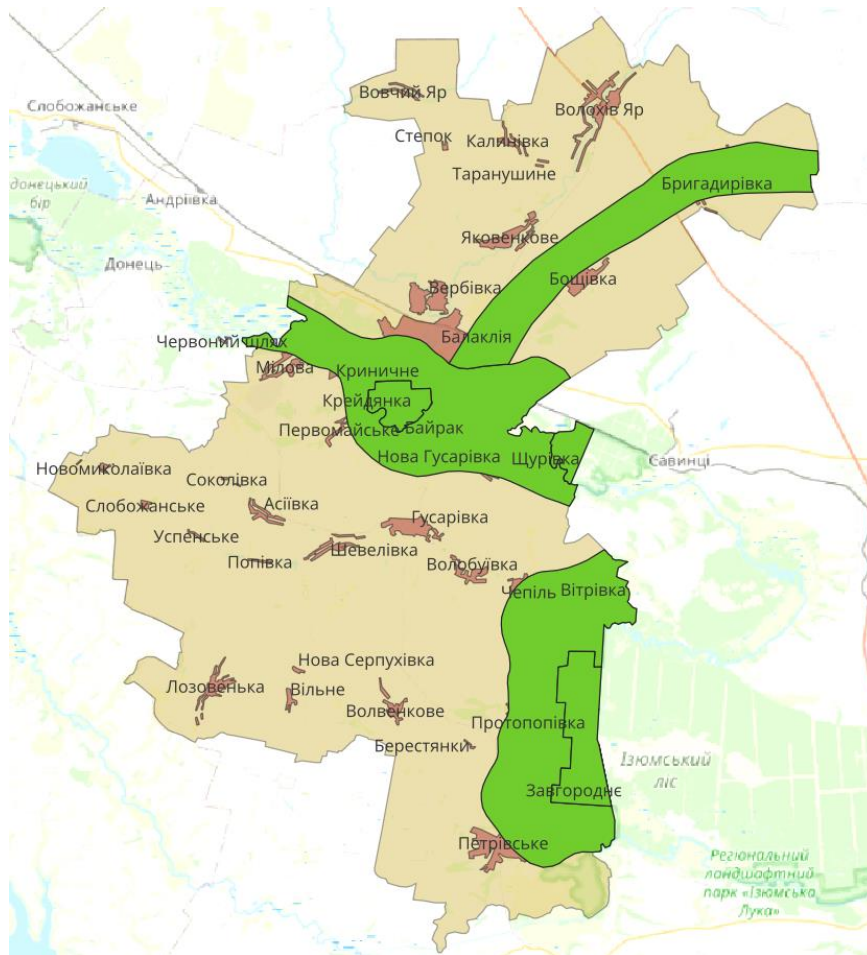 Вовчий Яр
Слобожанське
Волохів Яр
Степок
Калинівка
Таранушине
Бригадирівка
донецький
бір
Андріївка
Яковенкове
Донець
Бощівка
Вербівка
Балаклія
Червоний Шлях
Мілова
Криничне
Крейдянка
Байрак
Первомайське
Нова Гусарівка
Щурівка
Савинці
Новомиколаївка
Соколівка
Слобожанське
Асіївка
Гусарівка
Успенське
Шевелівка
Попівка
Волобуївка
Чепіль
Вітрівка
Нова Серпухівка
Лозовенька
Вільне
Волвенкове
Протопопівка
Берестянки
Ізюмський
ліс
Завгороднє
Петрівське
Регіональний
ландшафтний
парк «Ізюмська
Лука»